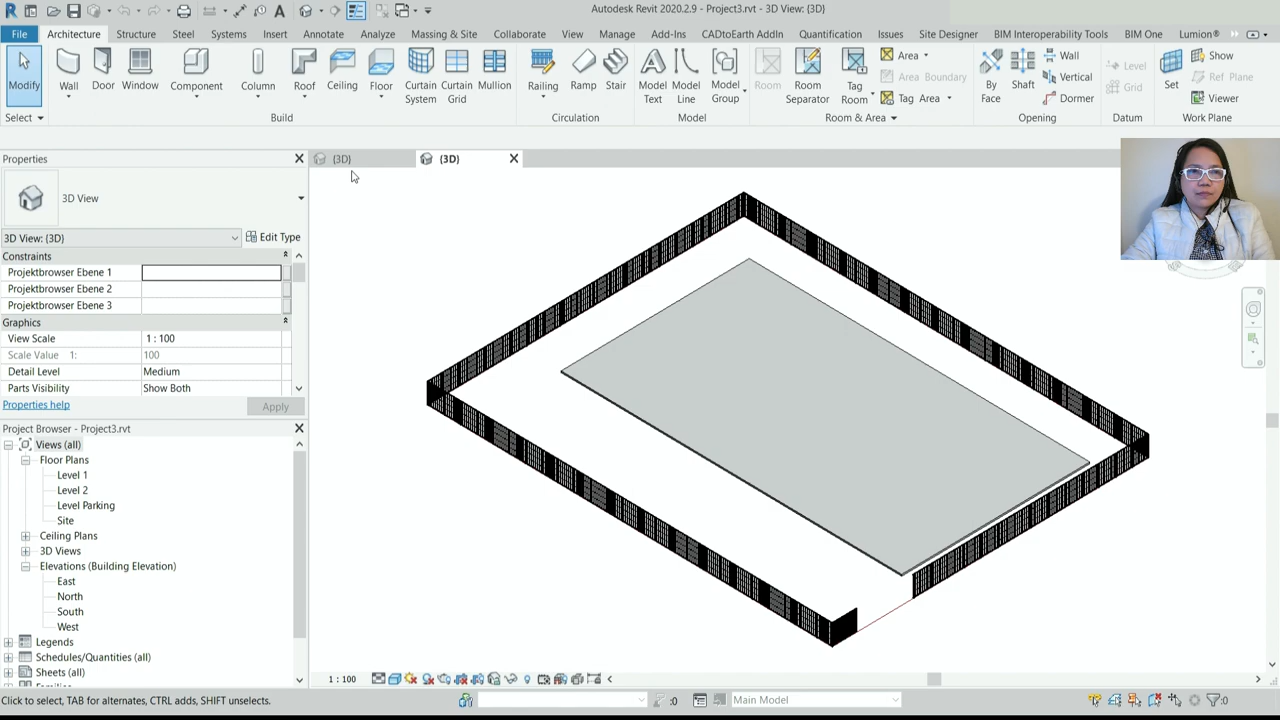 Autodesk Revit 2020.2.9 - Project3.rvt - 3D View: {3D}
File Architecture Structure Steel Systems Insert Annotate Analyze Massing & Site Collaborate View Manage Add-Ins CADtoEarth AddIn Quantification Issues Site Designer BIM Interoperability Tools BIM One Lumion®
Modify Wall Door Window Component Column Roof Ceiling Floor Curtain System Curtain Grid Mullion Railing Ramp Stair Model Text Model Line Model Group Room Room Separator Tag Room Area Area Boundary Tag Area By Face Shaft Wall Vertical Dormer Level Grid Set Show Ref Plane Viewer
Select Build Circulation Model Room & Area Opening Datum Work Plane
Properties {3D} {3D}
3D View
3D View: {3D} Edit Type
Constraints
Projektbrowser Ebene 1
Projektbrowser Ebene 2
Projektbrowser Ebene 3
Graphics
View Scale 1 : 100
Scale Value 1: 100
Detail Level Medium
Parts Visibility Show Both
Properties help Apply
Project Browser - Project3.rvt
Views (all)
Floor Plans
Level 1
Level 2
Level Parking
Site
Ceiling Plans
3D Views
Elevations (Building Elevation)
East
North
South
West
Legends
Schedules/Quantities (all)
Sheets (all)
1 : 100
Click to select, TAB for alternates, CTRL adds, SHIFT unselects. :0 Main Model :0